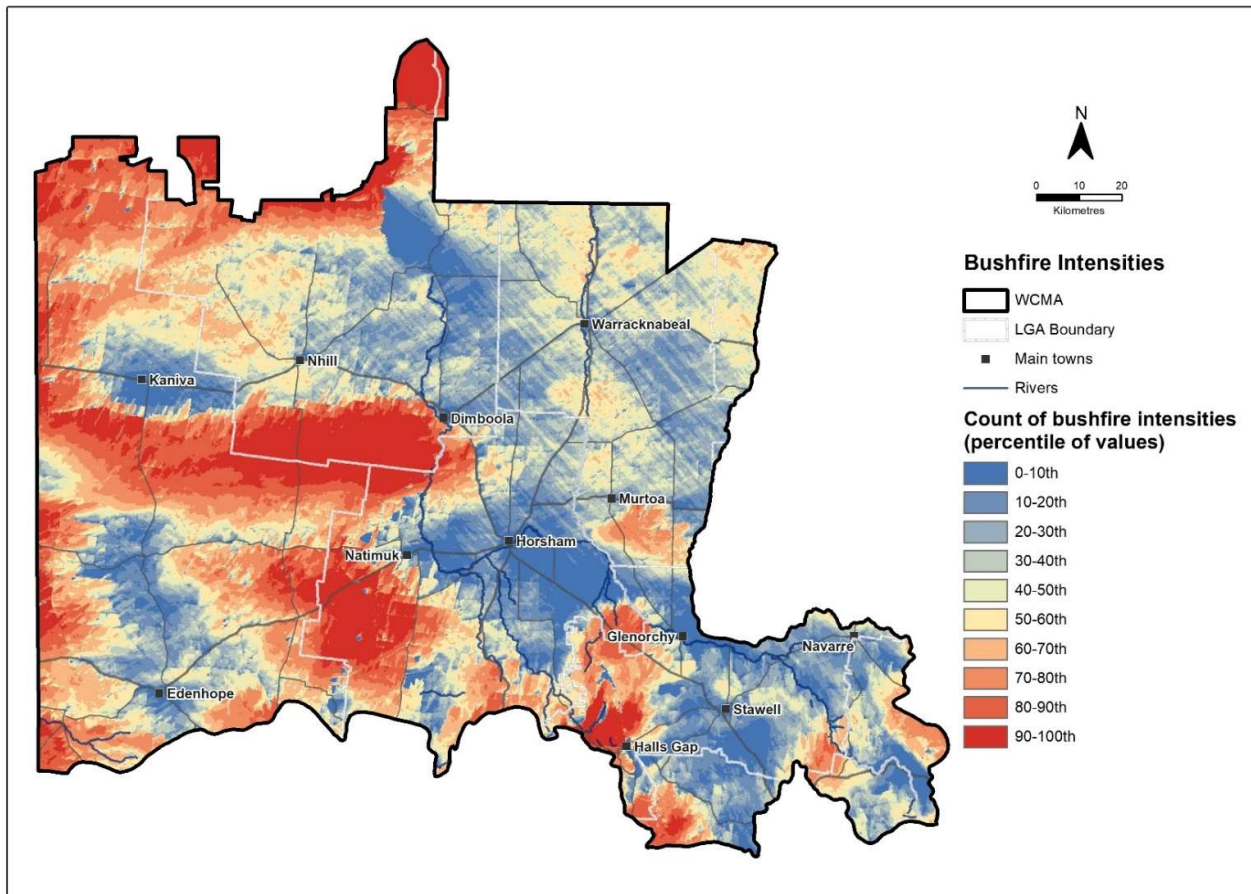 N
0 10 20
Kilometres
Bushfire Intensities
WCMA
LGA Boundary
Main towns
Rivers
Count of bushfire intensities
(percentile of values)
0-10th
10-20th
20-30th
30-40th
40-50th
50-60th
60-70th
70-80th
80-90th
90-100th
Warracknabeal
Nhill
Kaniva
Dimboola
Murtoa
Horsham
Natimuk
Glenorchy
Navarre
Edenhope
Stawell
Halls Gap